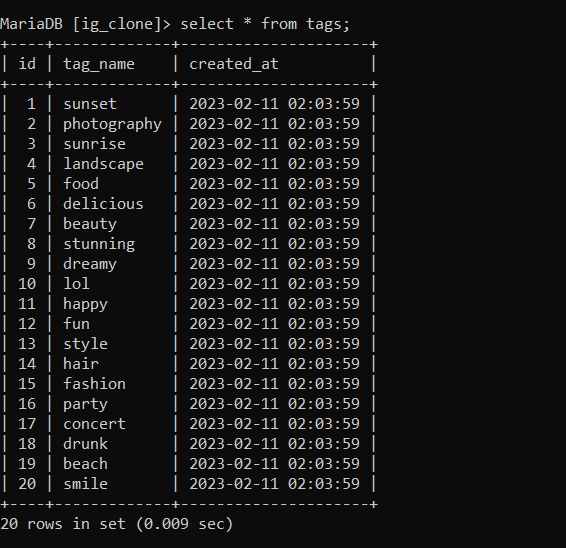 MariaDB [ig_clone]> select * from tags;
+----+-------------+---------------------+
| id | tag_name    | created_at          |
+----+-------------+---------------------+
|  1 | sunset      | 2023-02-11 02:03:59 |
|  2 | photography | 2023-02-11 02:03:59 |
|  3 | sunrise     | 2023-02-11 02:03:59 |
|  4 | landscape   | 2023-02-11 02:03:59 |
|  5 | food        | 2023-02-11 02:03:59 |
|  6 | delicious   | 2023-02-11 02:03:59 |
|  7 | beauty      | 2023-02-11 02:03:59 |
|  8 | stunning    | 2023-02-11 02:03:59 |
|  9 | dreamy      | 2023-02-11 02:03:59 |
| 10 | lol         | 2023-02-11 02:03:59 |
| 11 | happy       | 2023-02-11 02:03:59 |
| 12 | fun         | 2023-02-11 02:03:59 |
| 13 | style       | 2023-02-11 02:03:59 |
| 14 | hair        | 2023-02-11 02:03:59 |
| 15 | fashion     | 2023-02-11 02:03:59 |
| 16 | party       | 2023-02-11 02:03:59 |
| 17 | concert     | 2023-02-11 02:03:59 |
| 18 | drunk       | 2023-02-11 02:03:59 |
| 19 | beach       | 2023-02-11 02:03:59 |
| 20 | smile       | 2023-02-11 02:03:59 |
+----+-------------+---------------------+
20 rows in set (0.009 sec)